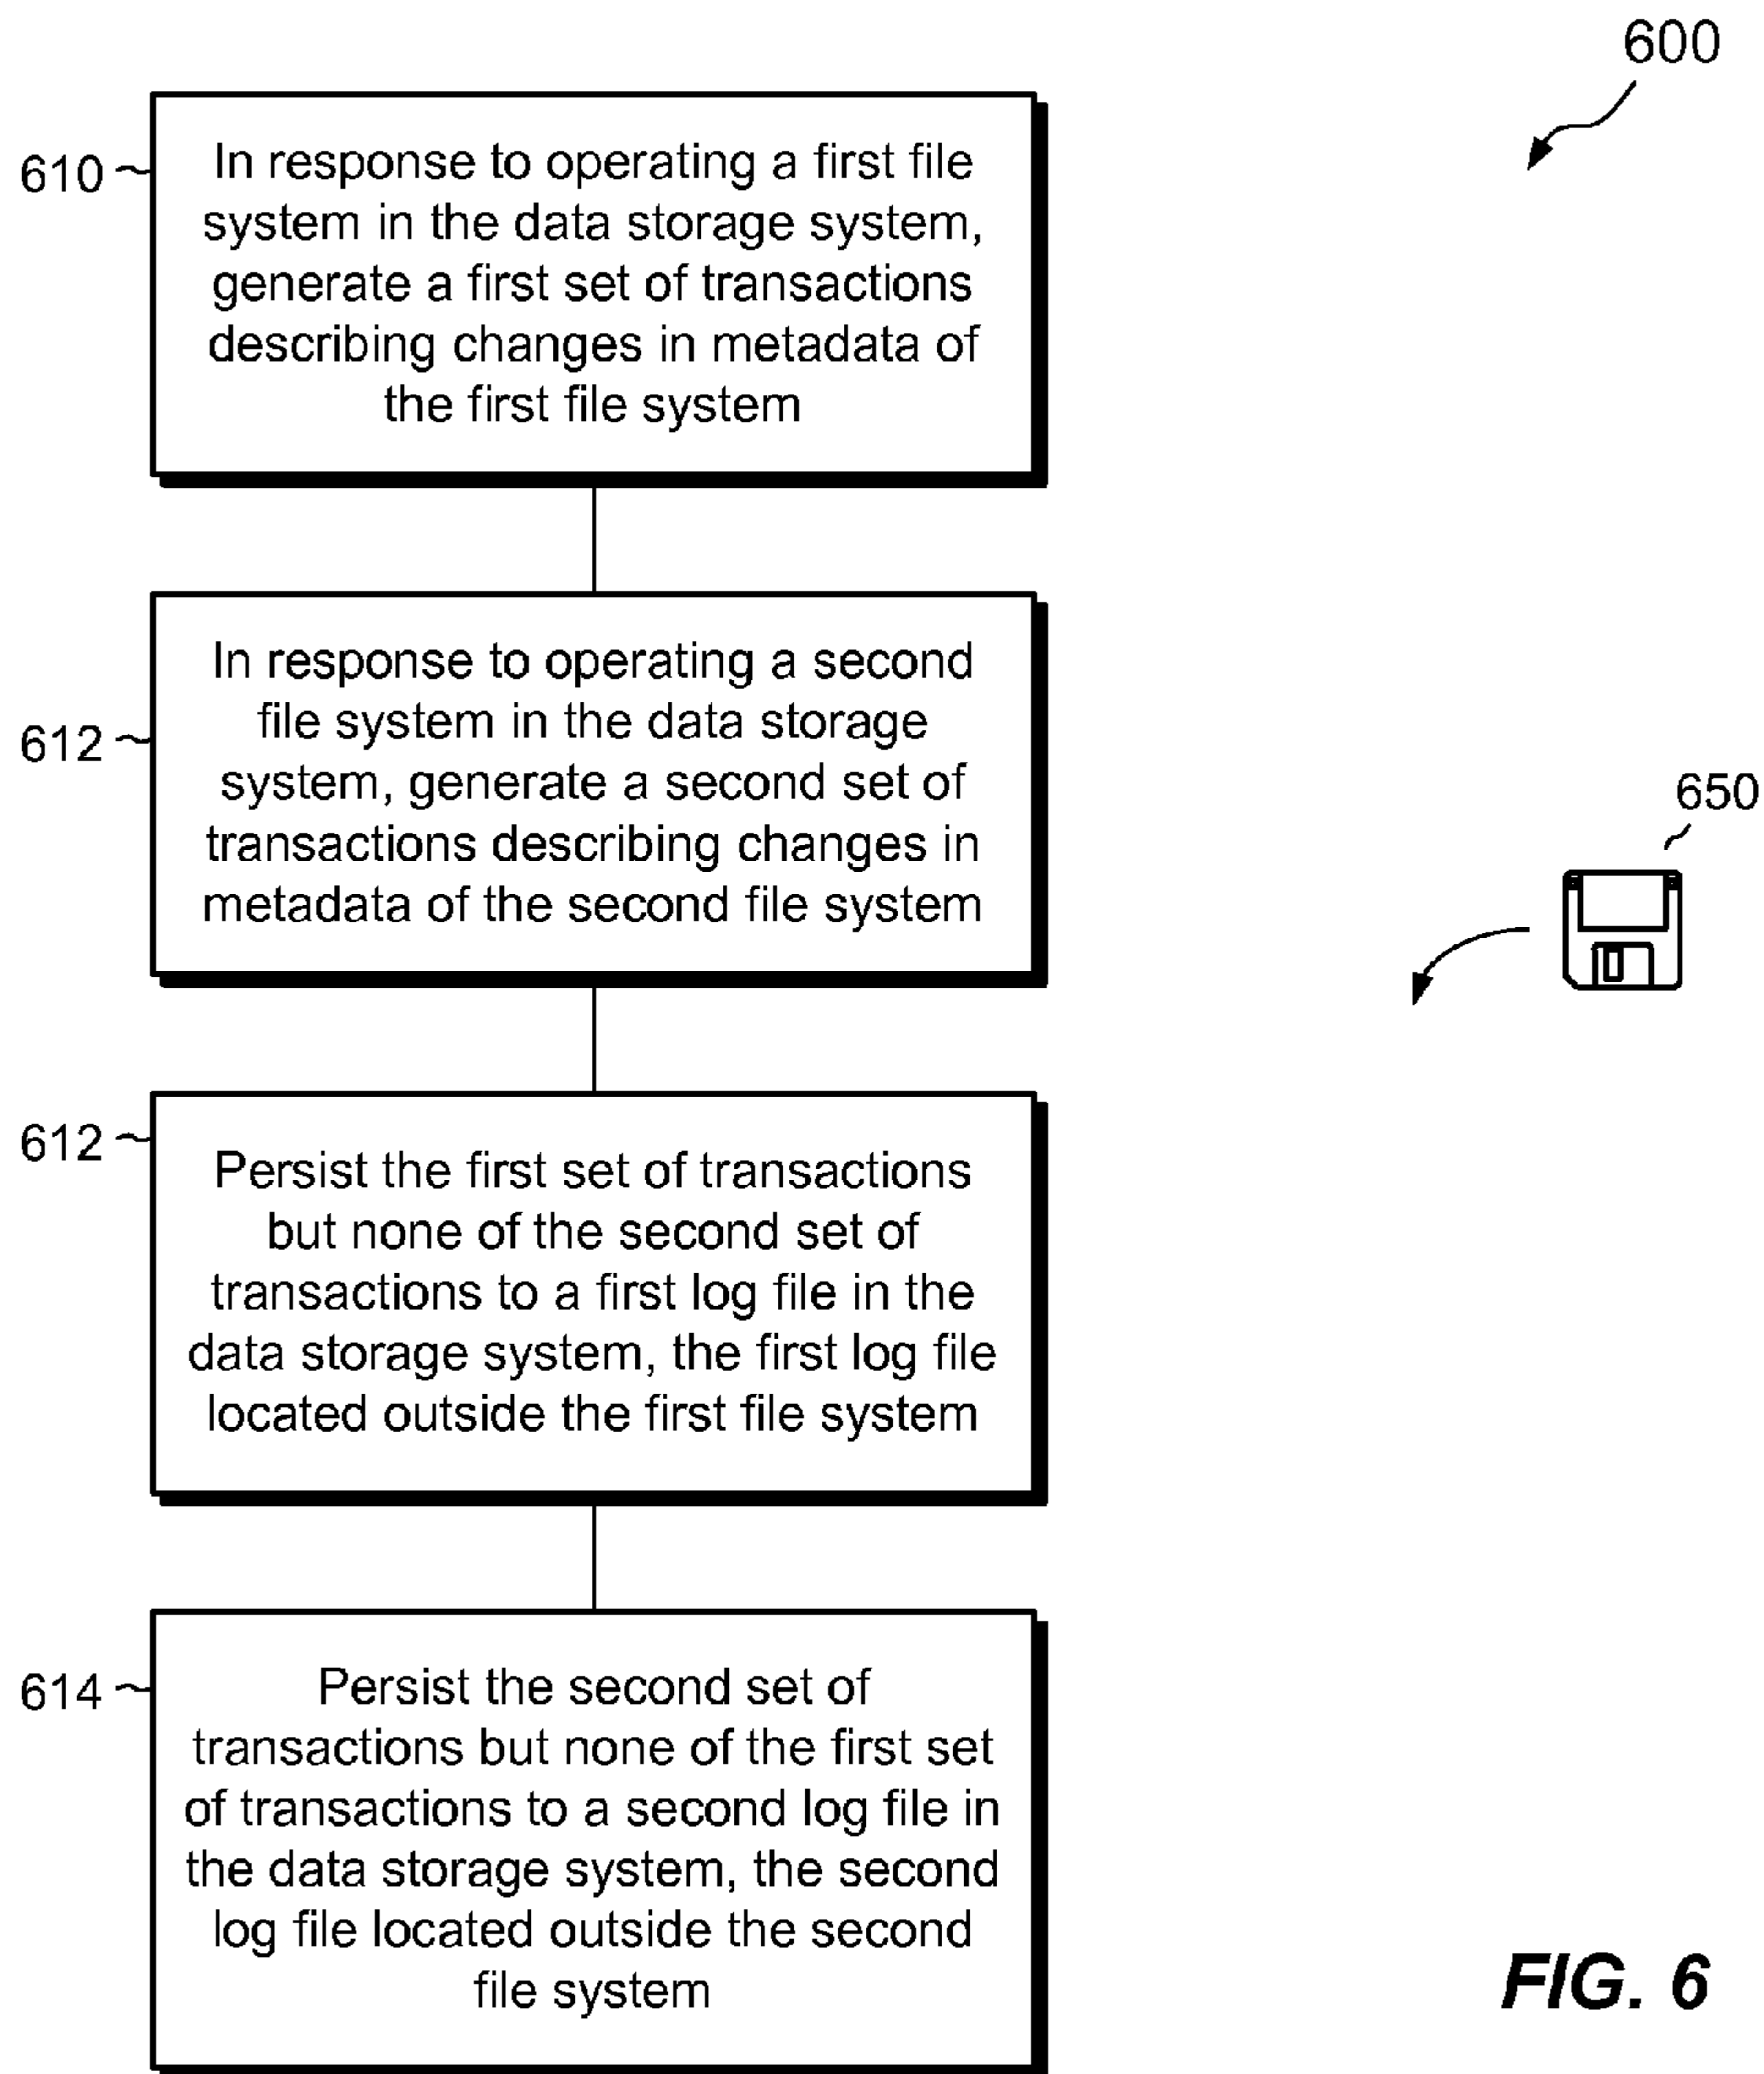 600
610
In response to operating a first file
system in the data storage system,
generate a first set of transactions
describing changes in metadata of
the first file system
612
In response to operating a second
file system in the data storage
system, generate a second set of
transactions describing changes in
metadata of the second file system
650
612
Persist the first set of transactions
but none of the second set of
transactions to a first log file in the
data storage system, the first log file
located outside the first file system
614
Persist the second set of
transactions but none of the first set
of transactions to a second log file in
the data storage system, the second
log file located outside the second
file system
FIG. 6